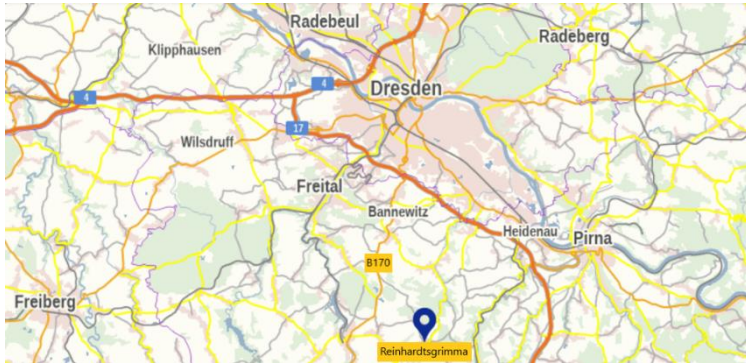 Radebeul
Radeberg
Klipphausen
4
4
Dresden
17
Wilsdruff
Freital
Bannewitz
Heidenau
Pirna
B170
Freiberg
Reinhardtsgrimma